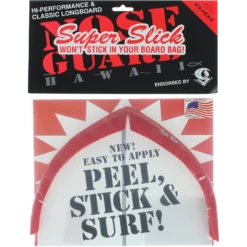 HI-PERFORMANCE &
CLASSIC LONGBOARD
NOSE
Super Slick
WON'T STICK IN YOUR BOARD BAG!
GUARD
HAWAII
ENDORSED BY
NEW!
EASY TO APPLY
PEEL,
STICK &
SURF!